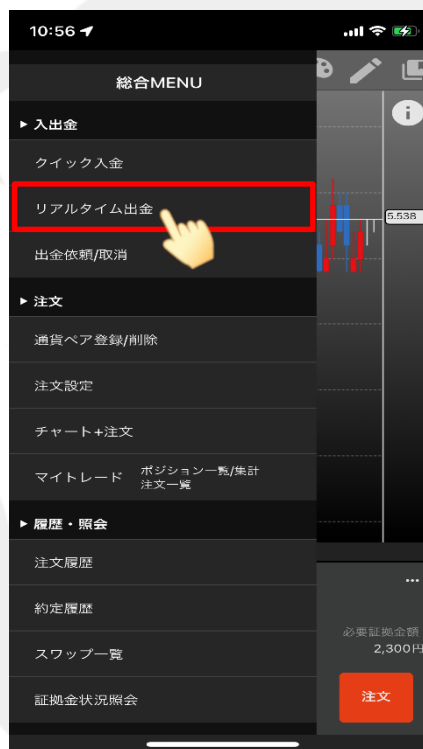 10:56
総合MENU
▶ 入出金
クイック入金
リアルタイム出金
出金依頼/取消
▶ 注文
通貨ペア登録/削除
注文設定
チャート+注文
マイトレード ポジション一覧/集計
注文一覧
▶ 履歴・照会
注文履歴
約定履歴
スワップ一覧
証拠金状況照会
i
5.538
...
必要証拠金額
2,300円
注文